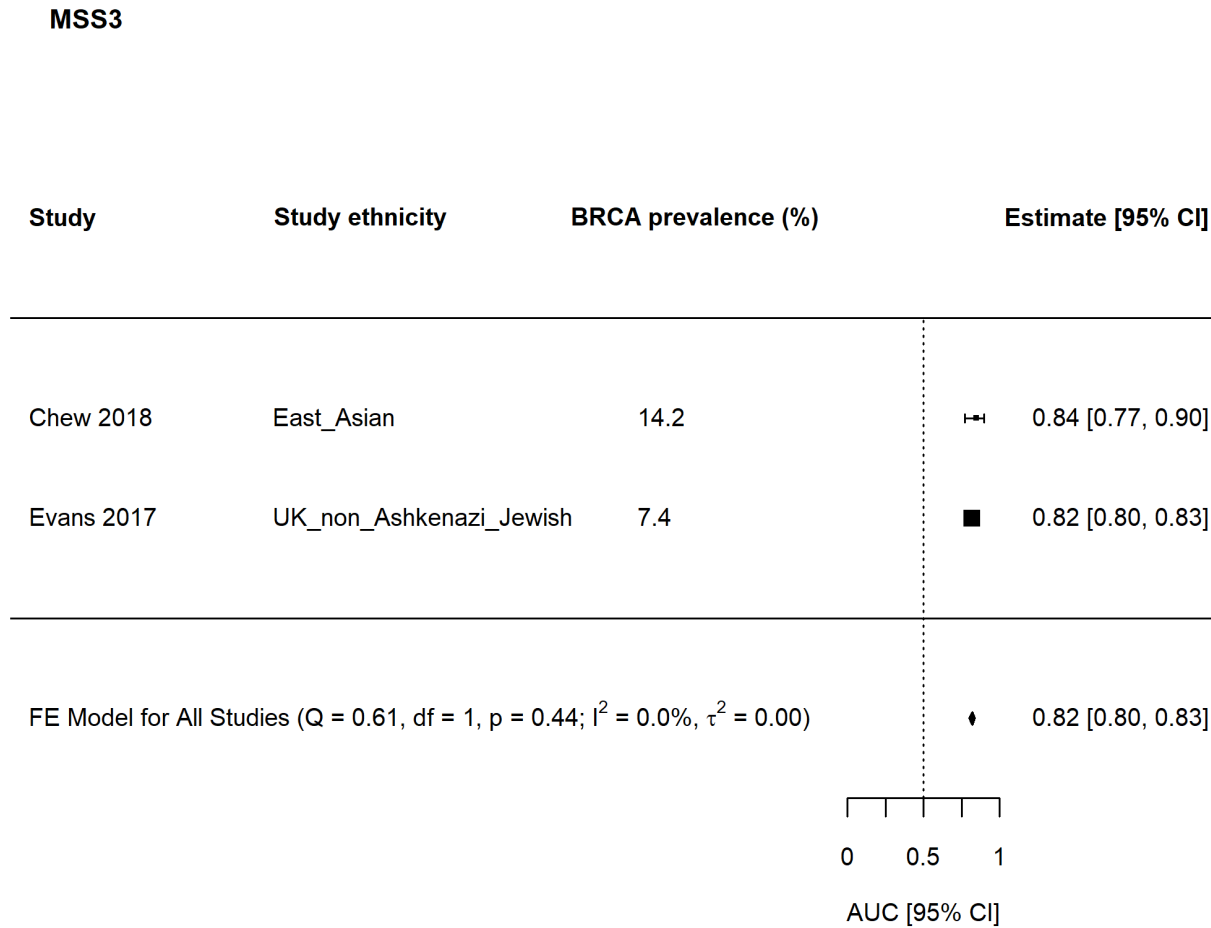 MSS3
Study Study ethnicity BRCA prevalence (%) Estimate [95% CI]
Chew 2018 East_Asian 14.2 0.84 [0.77, 0.90]
Evans 2017 UK_non_Ashkenazi_Jewish 7.4 0.82 [0.80, 0.83]
FE Model for All Studies (Q = 0.61, df = 1, p = 0.44; I² = 0.0%, τ² = 0.00) 0.82 [0.80, 0.83]
0 0.5 1
AUC [95% CI]